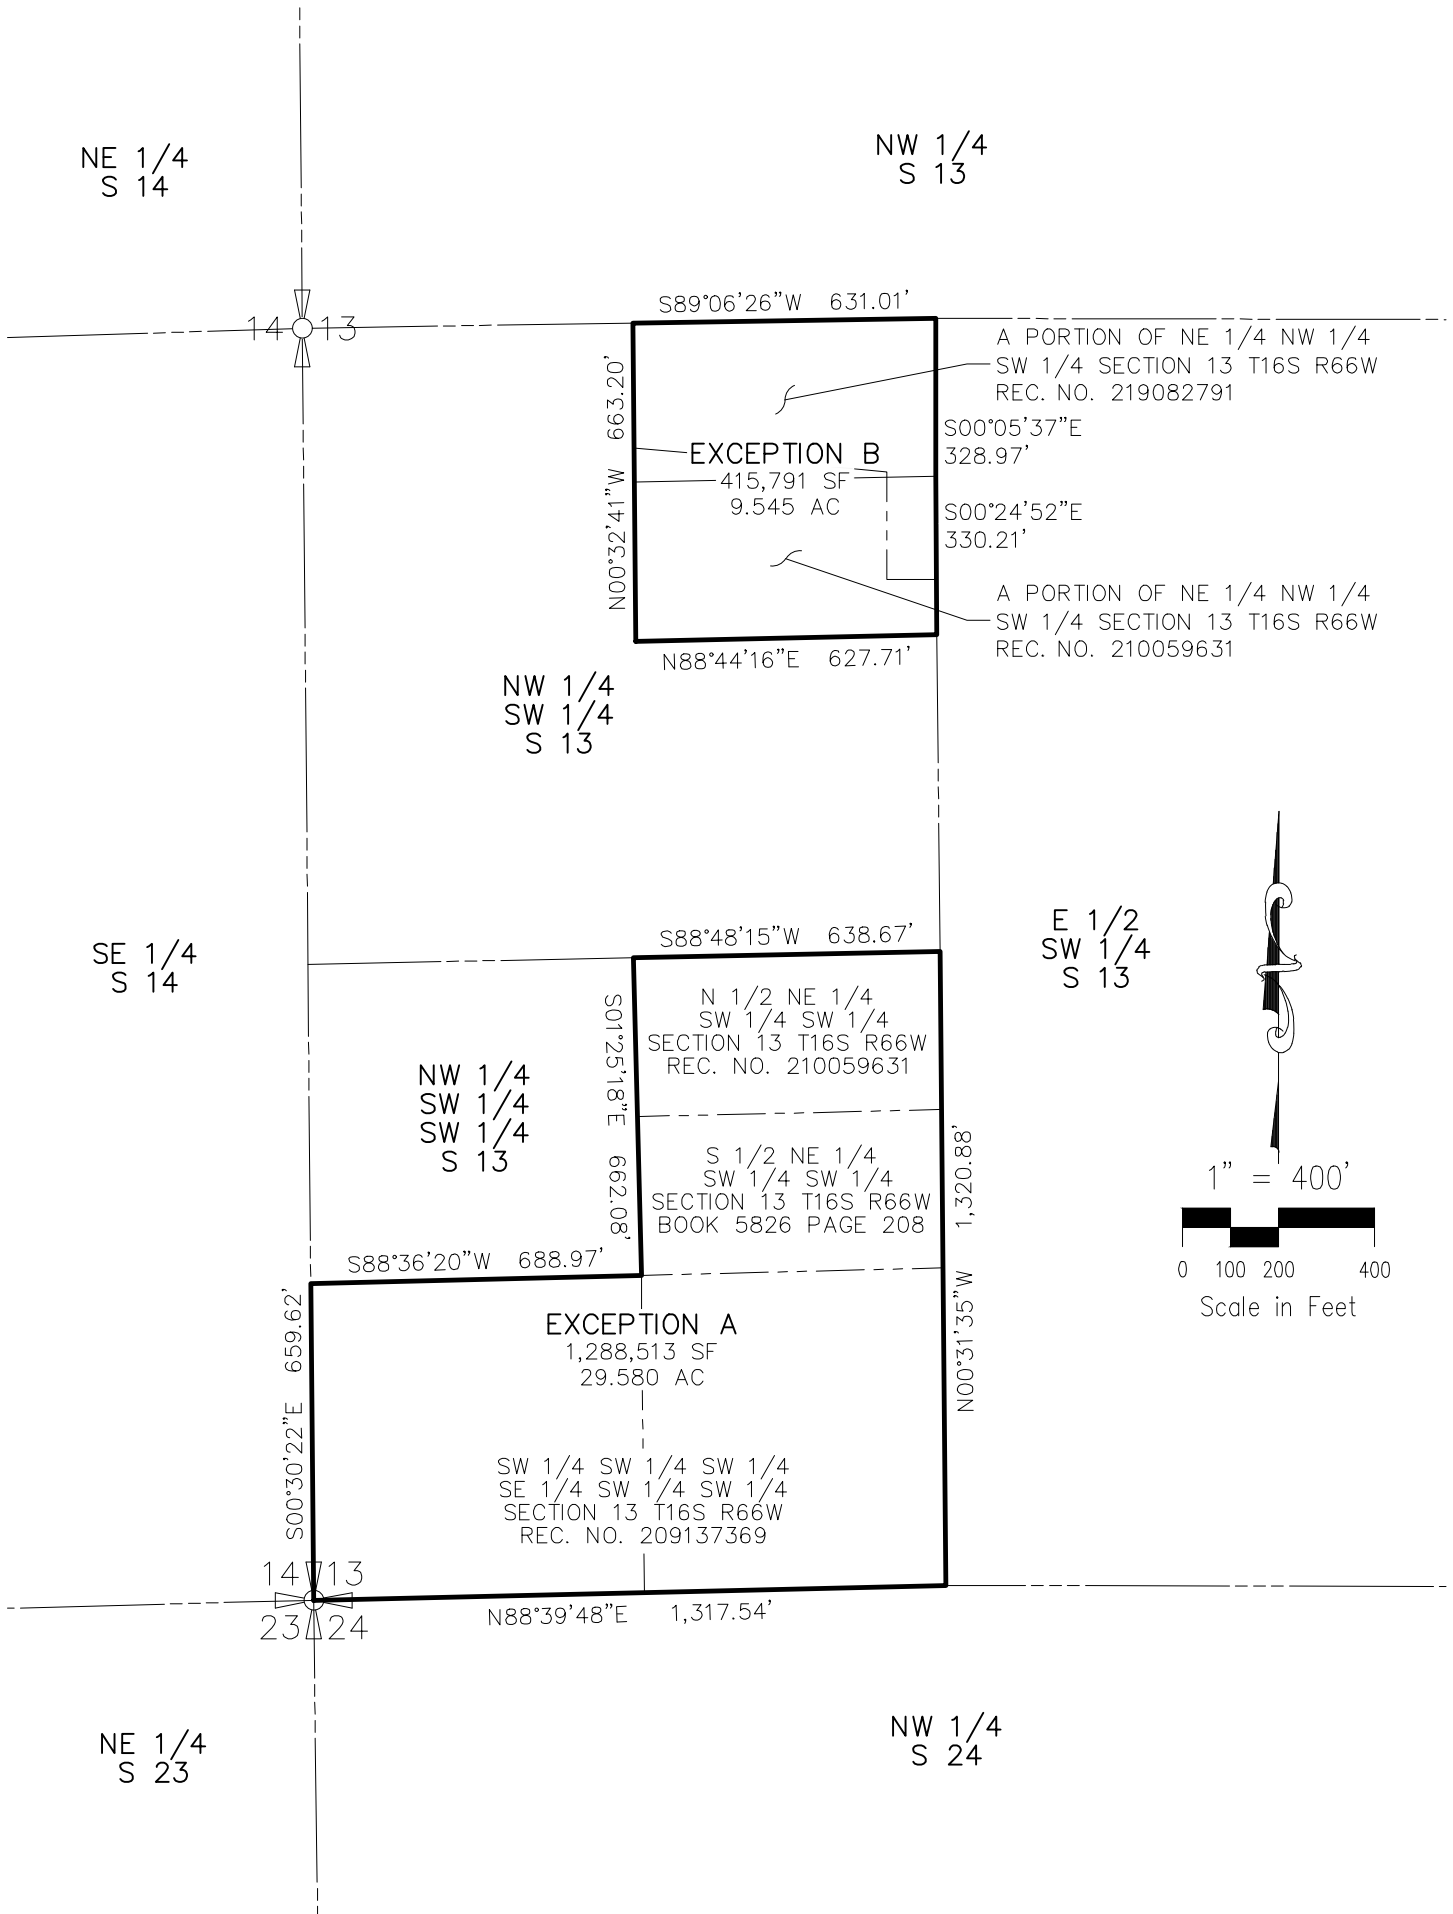 NE 1/4
S 14
NW 1/4
S 13
14 13
S89°06'26"W 631.01'
A PORTION OF NE 1/4 NW 1/4
SW 1/4 SECTION 13 T16S R66W
REC. NO. 219082791
N00°32'41"W 663.20'
EXCEPTION B
415,791 SF
9.545 AC
S00°05'37"E
328.97'
S00°24'52"E
330.21'
A PORTION OF NE 1/4 NW 1/4
SW 1/4 SECTION 13 T16S R66W
REC. NO. 210059631
N88°44'16"E 627.71'
NW 1/4
SW 1/4
S 13
SE 1/4
S 14
E 1/2
SW 1/4
S 13
S88°48'15"W 638.67'
N 1/2 NE 1/4
SW 1/4 SW 1/4
SECTION 13 T16S R66W
REC. NO. 210059631
S01°25'18"E 662.08'
NW 1/4
SW 1/4
SW 1/4
S 13
S 1/2 NE 1/4
SW 1/4 SW 1/4
SECTION 13 T16S R66W
BOOK 5826 PAGE 208
N00°31'35"W 1,320.88'
1" = 400'
0 100 200 400
Scale in Feet
S88°36'20"W 688.97'
EXCEPTION A
1,288,513 SF
29.580 AC
S00°30'22"E 659.62'
SW 1/4 SW 1/4 SW 1/4
SE 1/4 SW 1/4 SW 1/4
SECTION 13 T16S R66W
REC. NO. 209137369
14 13
23 24
N88°39'48"E 1,317.54'
NE 1/4
S 23
NW 1/4
S 24